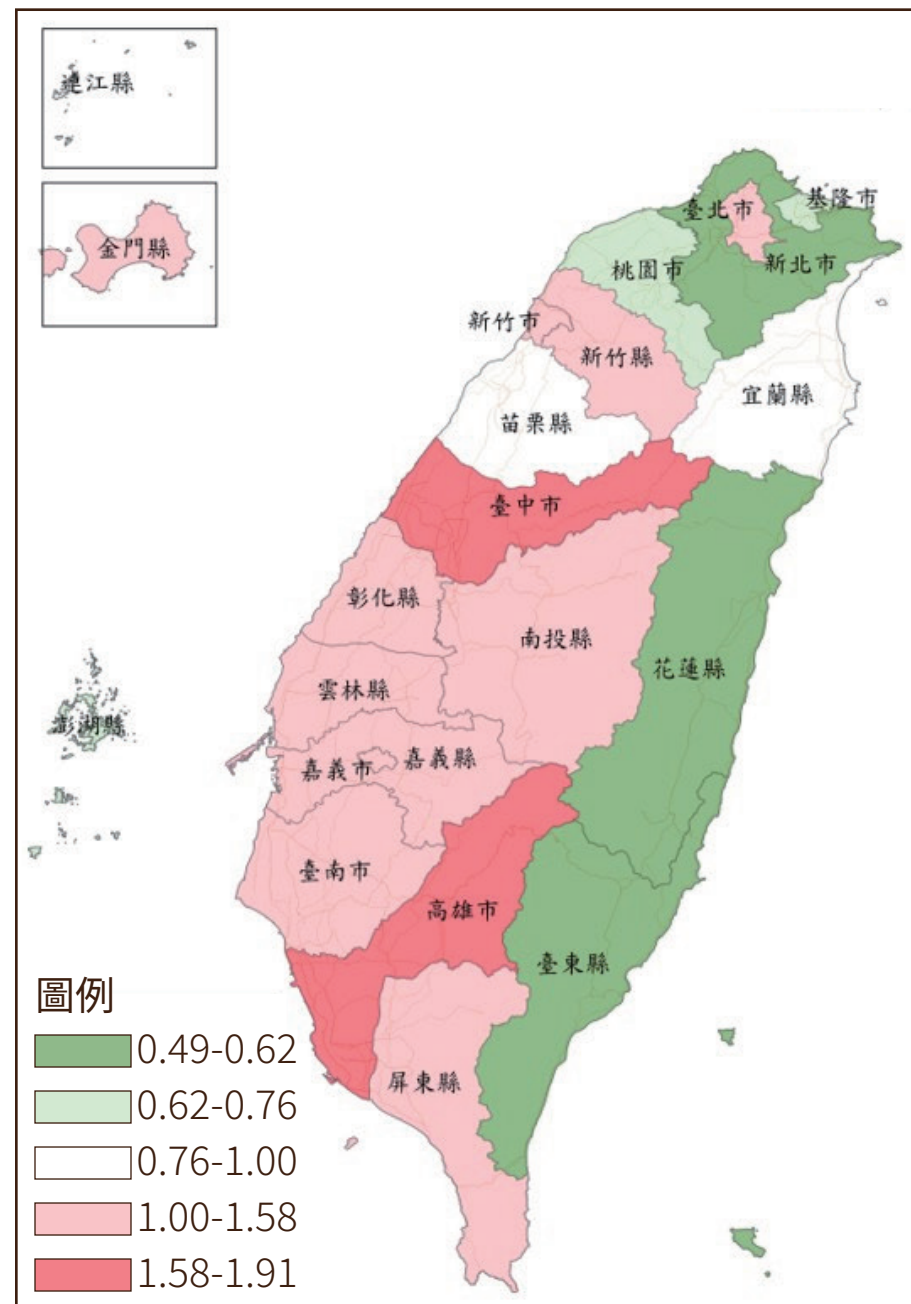 連江縣
金門縣
基隆市
臺北市
新北市
桃園市
新竹市
新竹縣
宜蘭縣
苗栗縣
臺中市
彰化縣
南投縣
花蓮縣
雲林縣
澎湖縣
嘉義市
嘉義縣
臺南市
高雄市
臺東縣
屏東縣
圖例
0.49-0.62
0.62-0.76
0.76-1.00
1.00-1.58
1.58-1.91